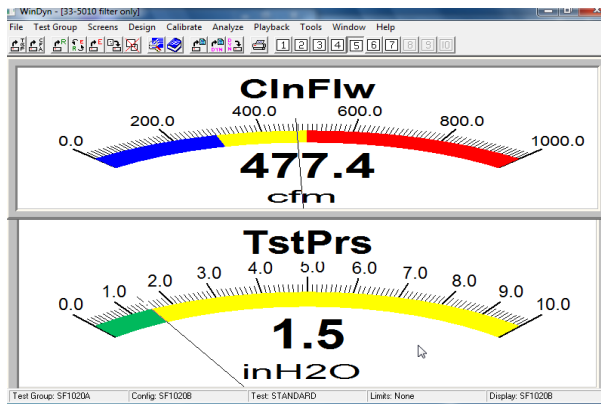 WinDyn - [33-5010 filter only]
File Test Group Screens Design Calibrate Analyze Playback Tools Window Help
1 2 3 4 5 6 7 8 9 10
ClnFlw
0.0 200.0 400.0 600.0 800.0 1000.0
477.4
cfm
TstPrs
0.0 1.0 2.0 3.0 4.0 5.0 6.0 7.0 8.0 9.0 10.0
1.5
inH2O
Test Group: SF1020A Config: SF1020B Test: STANDARD Limits: None Display: SF1020B